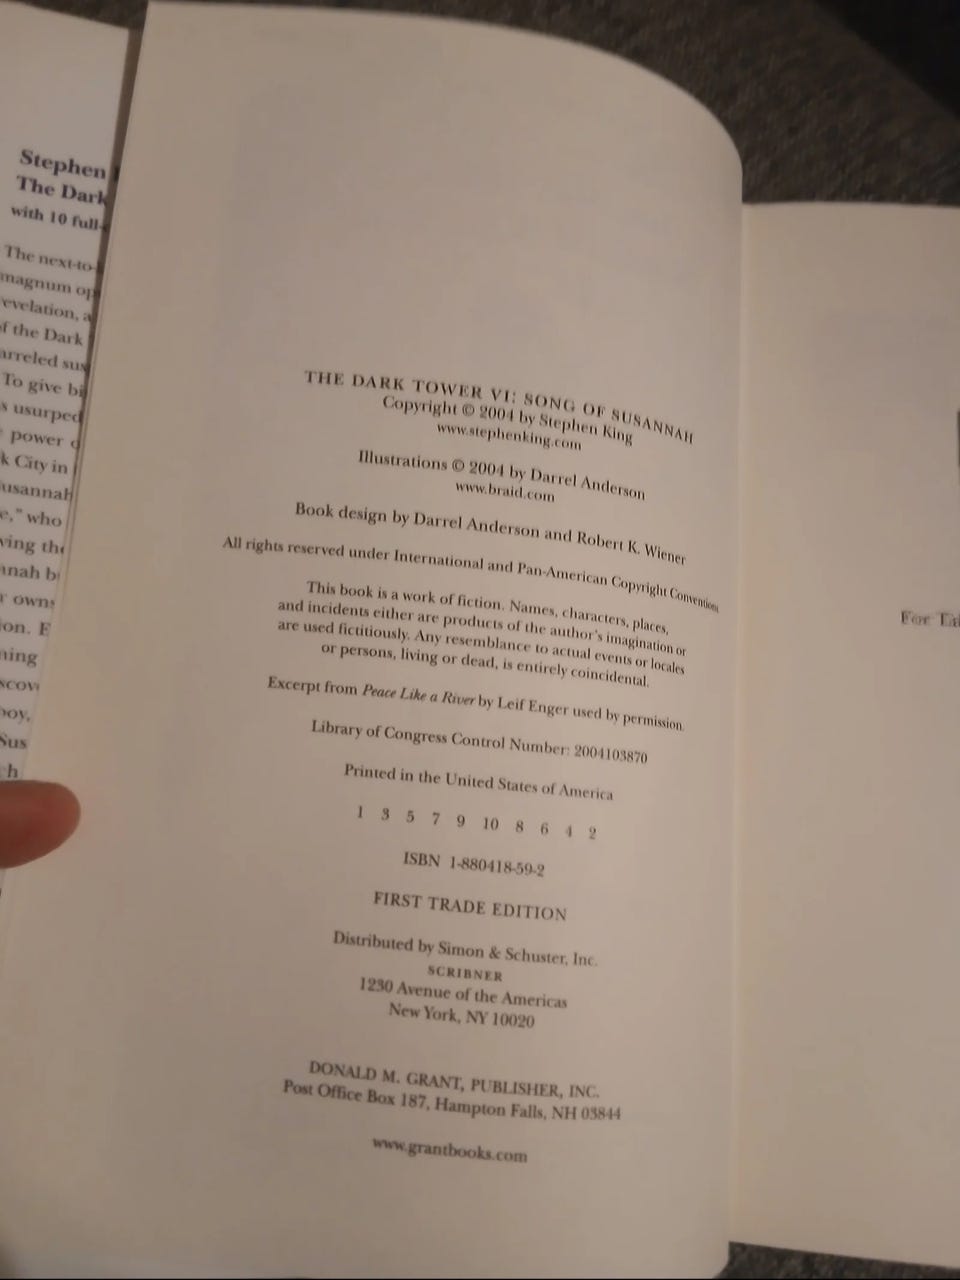 Stephen
The Dark
with 10 full-
The next-to-
magnum op
evelation, a
f the Dark
arreled sus
To give bi
s usurped
power
k City in
usannah
e," who
ving the
nnah b
r owns
ion. E
ning
scov
boy,
Sus
ch
THE DARK TOWER VI: SONG OF SUSANNAH
Copyright © 2004 by Stephen King
www.stephenking.com
Illustrations © 2004 by Darrel Anderson
www.braid.com
Book design by Darrel Anderson and Robert K. Wiener
All rights reserved under International and Pan-American Copyright Conventions
This book is a work of fiction. Names, characters, places,
and incidents either are products of the author's imagination or
are used fictitiously. Any resemblance to actual events or locales
or persons, living or dead, is entirely coincidental.
Excerpt from Peace Like a River by Leif Enger used by permission.
Library of Congress Control Number: 2004103870
Printed in the United States of America
1 3 5 7 9 10 8 6 4 2
ISBN 1-880418-59-2
FIRST TRADE EDITION
Distributed by Simon & Schuster, Inc.
SCRIBNER
1230 Avenue of the Americas
New York, NY 10020
DONALD M. GRANT, PUBLISHER, INC.
Post Office Box 187, Hampton Falls, NH 03844
www.grantbooks.com
For